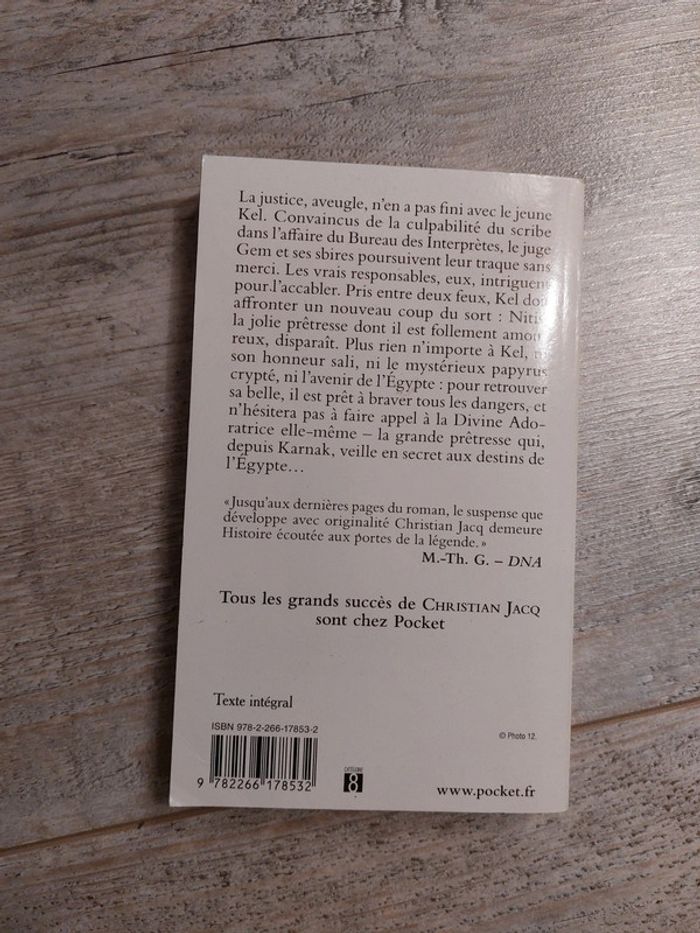 La justice, aveugle, n'en a pas fini avec le jeune
Kel. Convaincus de la culpabilité du scribe
dans l'affaire du Bureau des Interprètes, le juge
Gem et ses sbires poursuivent leur traque sans
merci. Les vrais responsables, eux, intriguent
pour l'accabler. Pris entre deux feux, Kel doit
affronter un nouveau coup du sort : Nitis,
la jolie prêtresse dont il est follement amou-
reux, disparaît. Plus rien n'importe à Kel, ni
son honneur sali, ni le mystérieux papyrus
crypté, ni l'avenir de l'Égypte : pour retrouver
sa belle, il est prêt à braver tous les dangers, et
n'hésitera pas à faire appel à la Divine Ado-
ratrice elle-même – la grande prêtresse qui,
depuis Karnak, veille en secret aux destins de
l'Égypte…
« Jusqu'aux dernières pages du roman, le suspense que
développe avec originalité Christian Jacq demeure
Histoire écoutée aux portes de la légende. »
M.-Th. G. – DNA
Tous les grands succès de CHRISTIAN JACQ
sont chez Pocket
Texte intégral
ISBN 978-2-266-17853-2
© Photo 12.
9 782266 178532
CATÉGORIE
8
www.pocket.fr